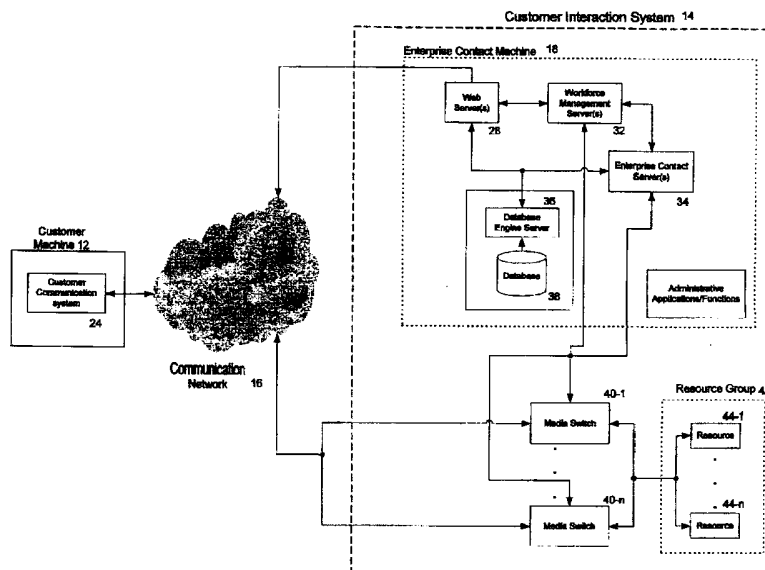 Customer Interaction System 14
Enterprise Contact Machine 18
Web
Server(s)
28
Workforce
Management
Server(s)
32
Enterprise Contact
Server(s)
34
36
Database
Engine Server
Database
38
Administrative
Applications/Functions
Customer
Machine 12
Customer
Communication
system
24
Communication
Network 16
40-1
Media Switch
40-n
Media Switch
Resource Group 4
44-1
Resource
44-n
Resource